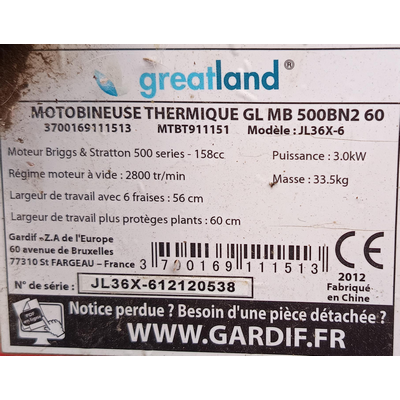 greatland®
MOTOBINEUSE THERMIQUE GL MB 500BN2 60
3700169111513 MTBT911151 Modèle : JL36X-6
Moteur Briggs & Stratton 500 series - 158cc Puissance : 3.0kW
Régime moteur à vide : 2800 tr/min Masse : 33.5kg
Largeur de travail avec 6 fraises : 56 cm
Largeur de travail plus protèges plants : 60 cm
Gardif - Z.A de l'Europe
60 avenue de Bruxelles
77310 St FARGEAU – France
3 700169 111513
CE
2012
Fabriqué
en Chine
N° de série : JL36X-612120538
Notice perdue ? Besoin d'une pièce détachée ?
WWW.GARDIF.FR